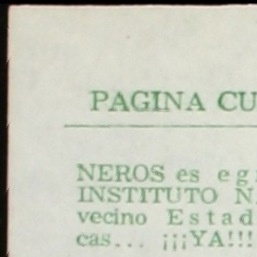 PAGINA CU
NEROS es eg
INSTITUTO N
vecino Estad
cas... ¡¡¡YA!!!